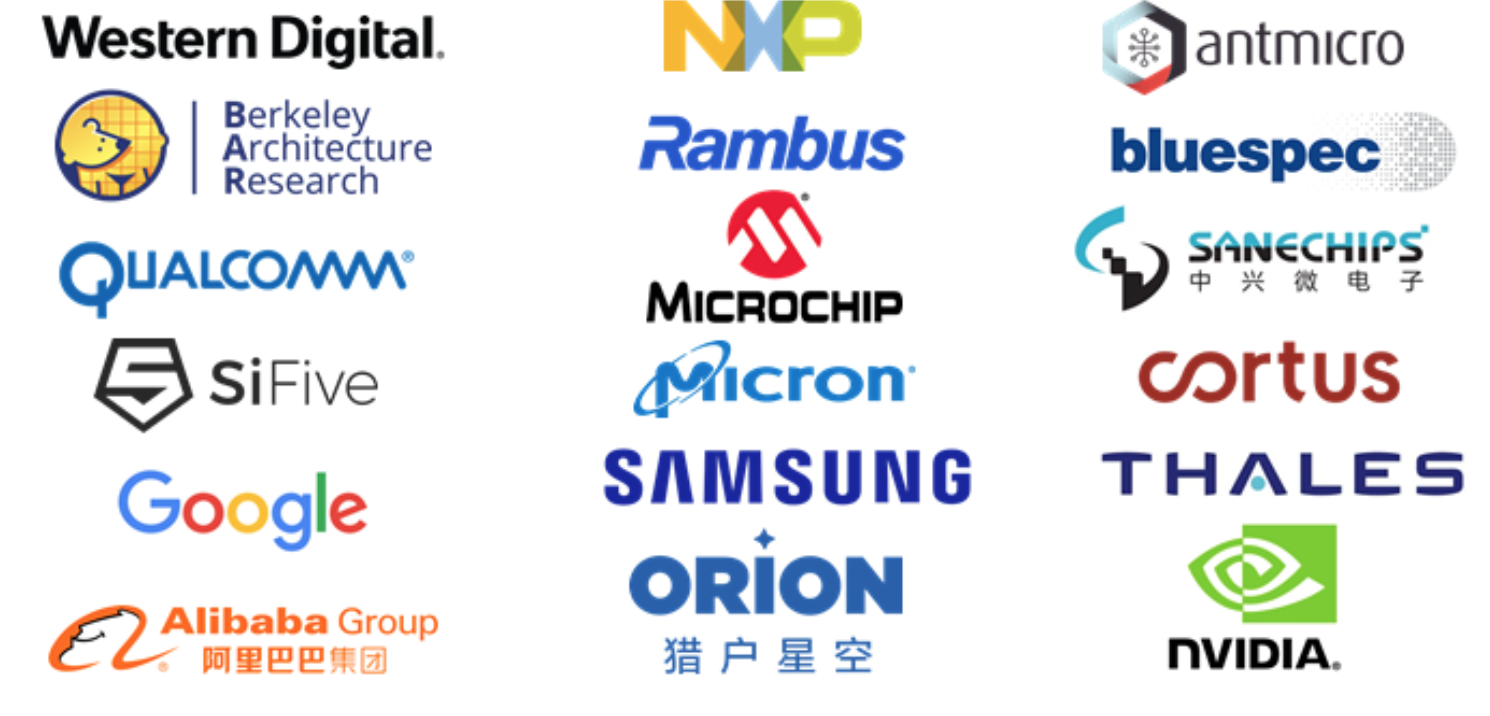 Western Digital.
Berkeley
Architecture
Research
QUALCOMM®
SiFive
Google
Alibaba Group
阿里巴巴集团
NXP
Rambus
MICROCHIP
Micron
SAMSUNG
ORION
猎户星空
antmicro
bluespec
SANECHIPS
中兴微电子
cortus
THALES
NVIDIA.